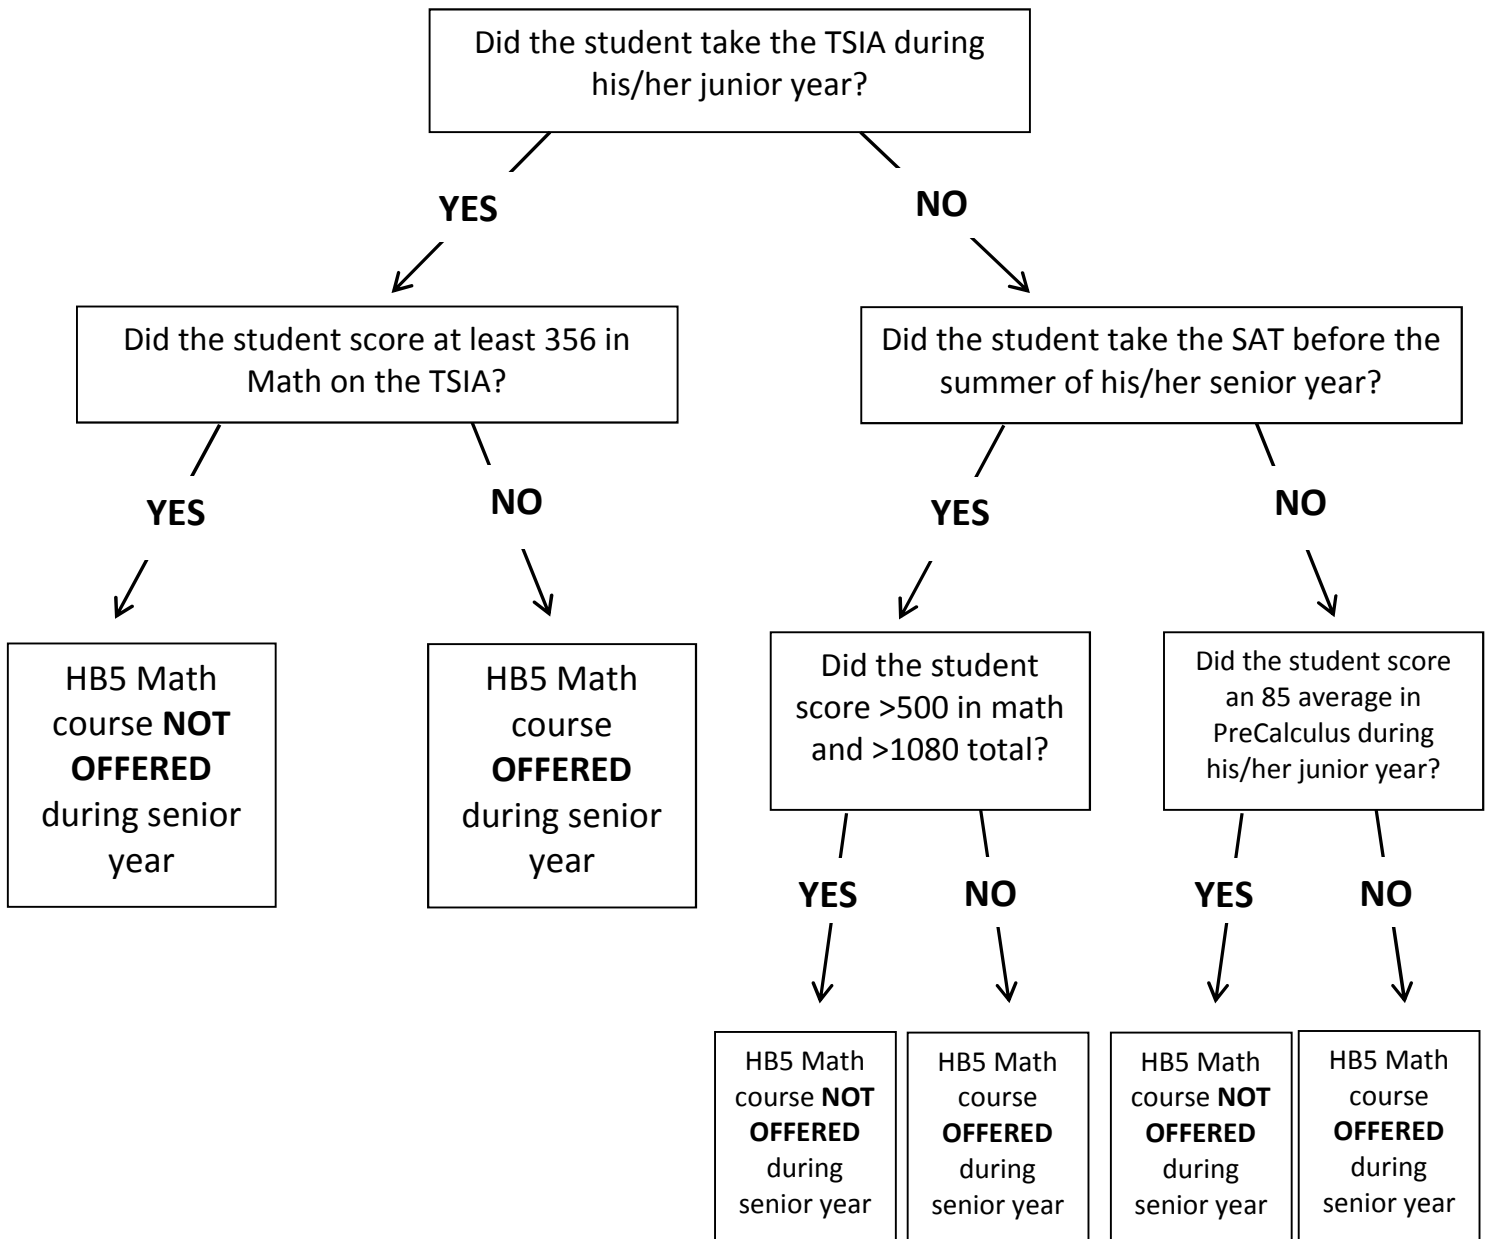 Did the student take the TSIA during
his/her junior year?
YES
NO
Did the student score at least 356 in
Math on the TSIA?
Did the student take the SAT before the
summer of his/her senior year?
YES
NO
YES
NO
HB5 Math
course NOT
OFFERED
during senior
year
HB5 Math
course
OFFERED
during senior
year
Did the student
score >500 in math
and >1080 total?
Did the student score
an 85 average in
PreCalculus during
his/her junior year?
YES
NO
YES
NO
HB5 Math
course NOT
OFFERED
during
senior year
HB5 Math
course
OFFERED
during
senior year
HB5 Math
course NOT
OFFERED
during
senior year
HB5 Math
course
OFFERED
during
senior year